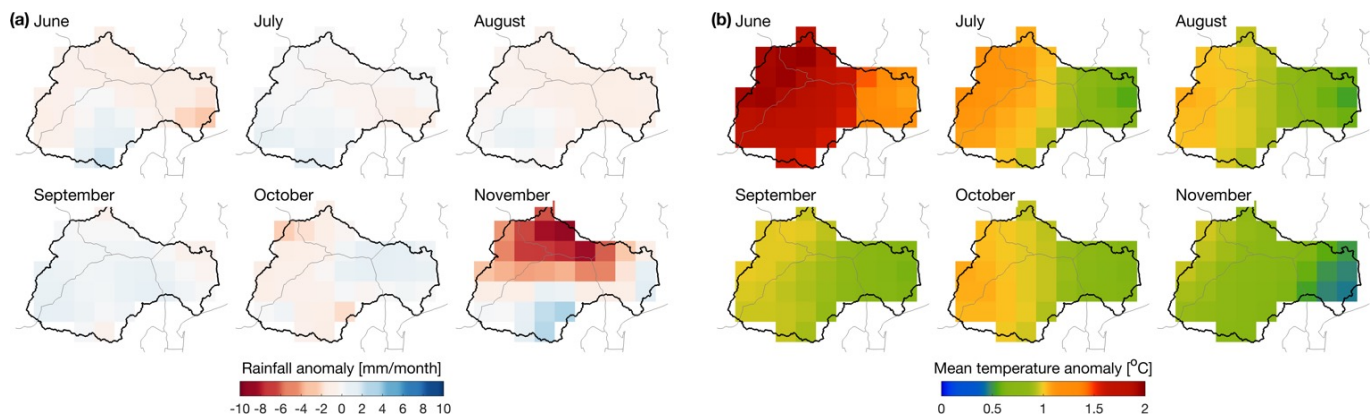 (a) June July August
September October November
Rainfall anomaly [mm/month]
-10 -8 -6 -4 -2 0 2 4 6 8 10
(b) June July August
September October November
Mean temperature anomaly [°C]
0 0.5 1 1.5 2